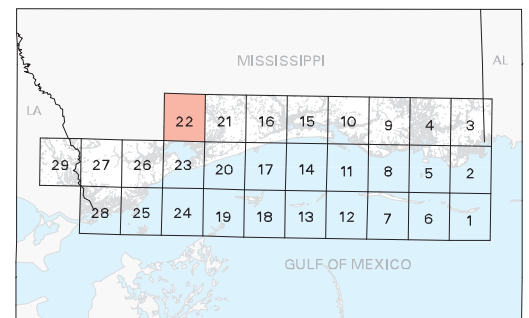 MISSISSIPPI
AL
LA
22 21 16 15 10 9 4 3
29 27 26 23 20 17 14 11 8 5 2
28 25 24 19 18 13 12 7 6 1
GULF OF MEXICO